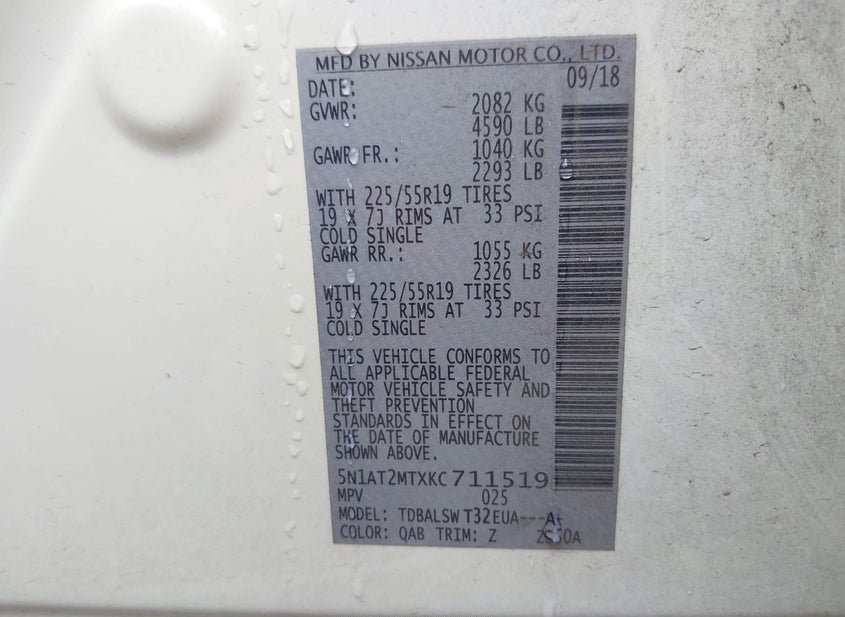 MFD BY NISSAN MOTOR CO., LTD.
DATE: 09/18
GVWR: 2082 KG
4590 LB
GAWR FR.: 1040 KG
2293 LB
WITH 225/55R19 TIRES
19 X 7J RIMS AT 33 PSI
COLD SINGLE
GAWR RR.: 1055 KG
2326 LB
WITH 225/55R19 TIRES
19 X 7J RIMS AT 33 PSI
COLD SINGLE
THIS VEHICLE CONFORMS TO
ALL APPLICABLE FEDERAL
MOTOR VEHICLE SAFETY AND
THEFT PREVENTION
STANDARDS IN EFFECT ON
THE DATE OF MANUFACTURE
SHOWN ABOVE.
5N1AT2MTXKC711519
MPV 025
MODEL: TDBALSW T32EUA---A-
COLOR: QAB TRIM: Z